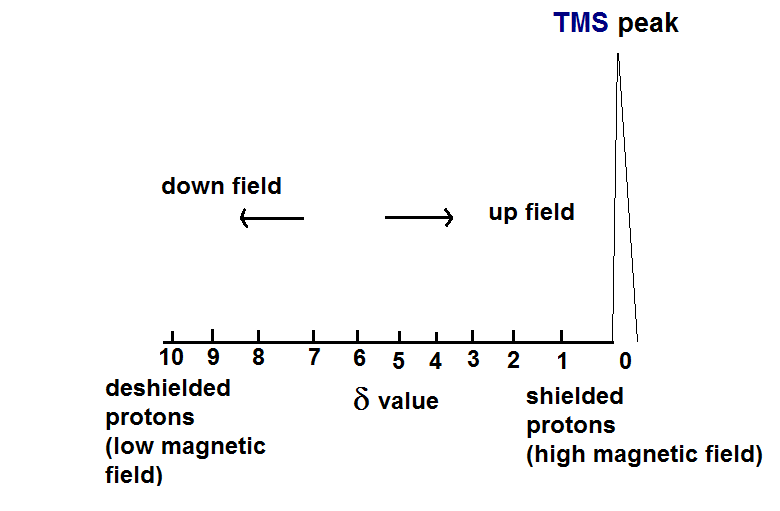 TMS peak
down field
up field
10 9 8 7 6 5 4 3 2 1 0
deshielded
protons
(low magnetic
field)
δ value
shielded
protons
(high magnetic field)